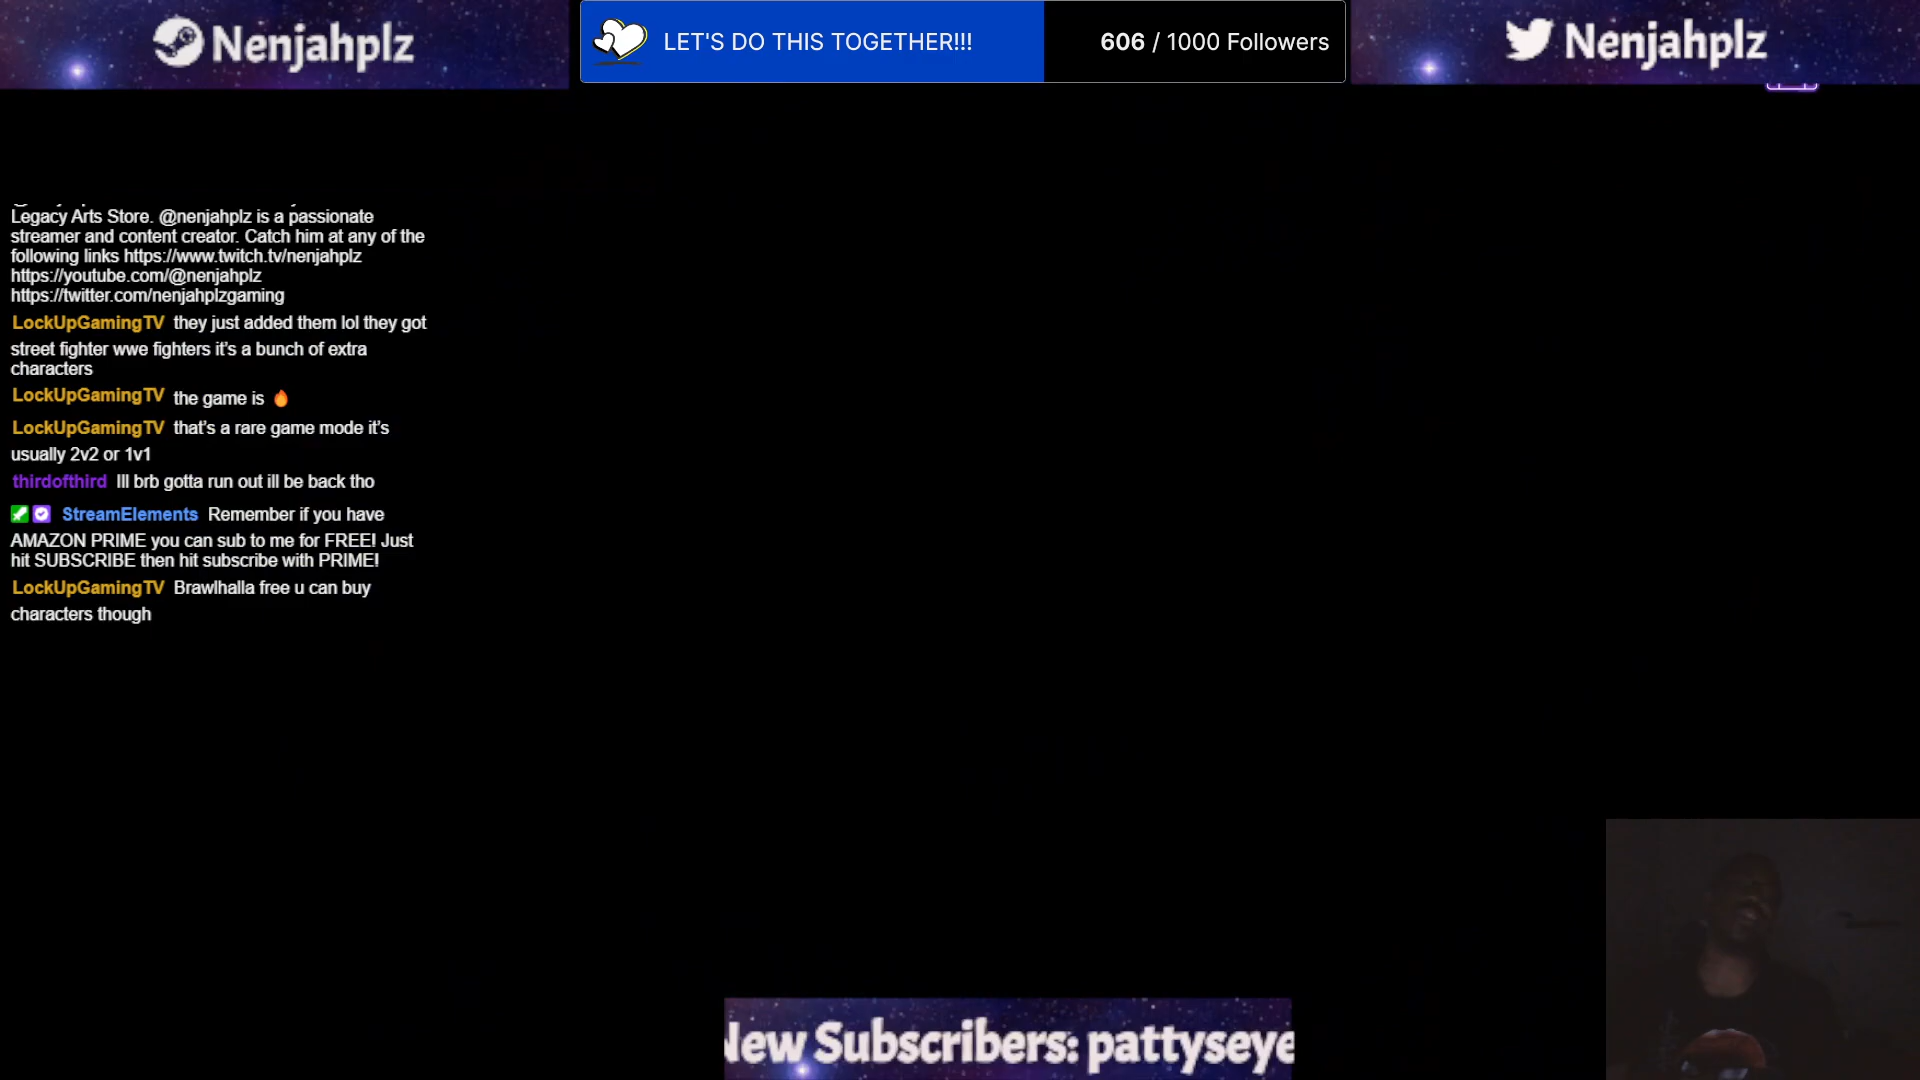 Nenjahplz
LET'S DO THIS TOGETHER!!!
606 / 1000 Followers
Nenjahplz
Legacy Arts Store. @nenjahplz is a passionate
streamer and content creator. Catch him at any of the
following links https://www.twitch.tv/nenjahplz
https://youtube.com/@nenjahplz
https://twitter.com/nenjahplzgaming
LockUpGamingTV they just added them lol they got
street fighter wwe fighters it's a bunch of extra
characters
LockUpGamingTV the game is 🔥
LockUpGamingTV that's a rare game mode it's
usually 2v2 or 1v1
thirdofthird Ill brb gotta run out ill be back tho
StreamElements Remember if you have
AMAZON PRIME you can sub to me for FREE! Just
hit SUBSCRIBE then hit subscribe with PRIME!
LockUpGamingTV Brawlhalla free u can buy
characters though
New Subscribers: pattyseye